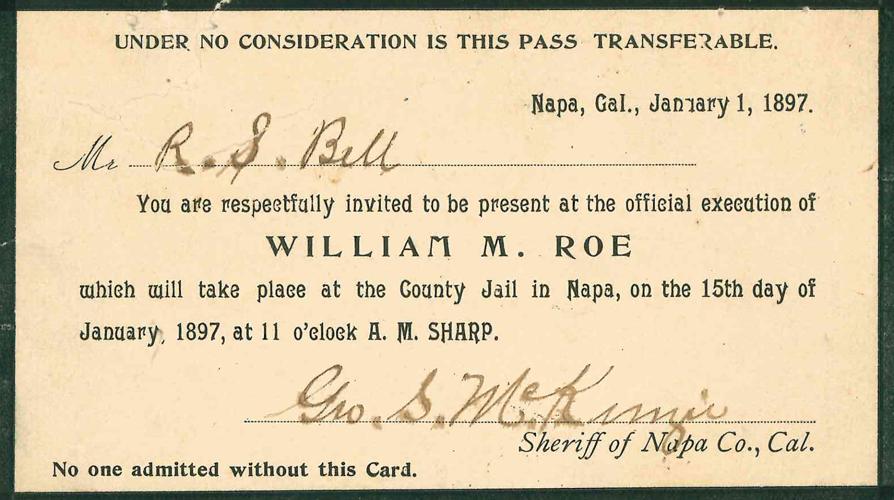 UNDER NO CONSIDERATION IS THIS PASS TRANSFERABLE.
Napa, Cal., January 1, 1897.
Mr R. S. Bell
You are respectfully invited to be present at the official execution of
WILLIAM M. ROE
which will take place at the County Jail in Napa, on the 15th day of
January, 1897, at 11 o'clock A. M. SHARP.
Geo. S. McKenzie
Sheriff of Napa Co., Cal.
No one admitted without this Card.